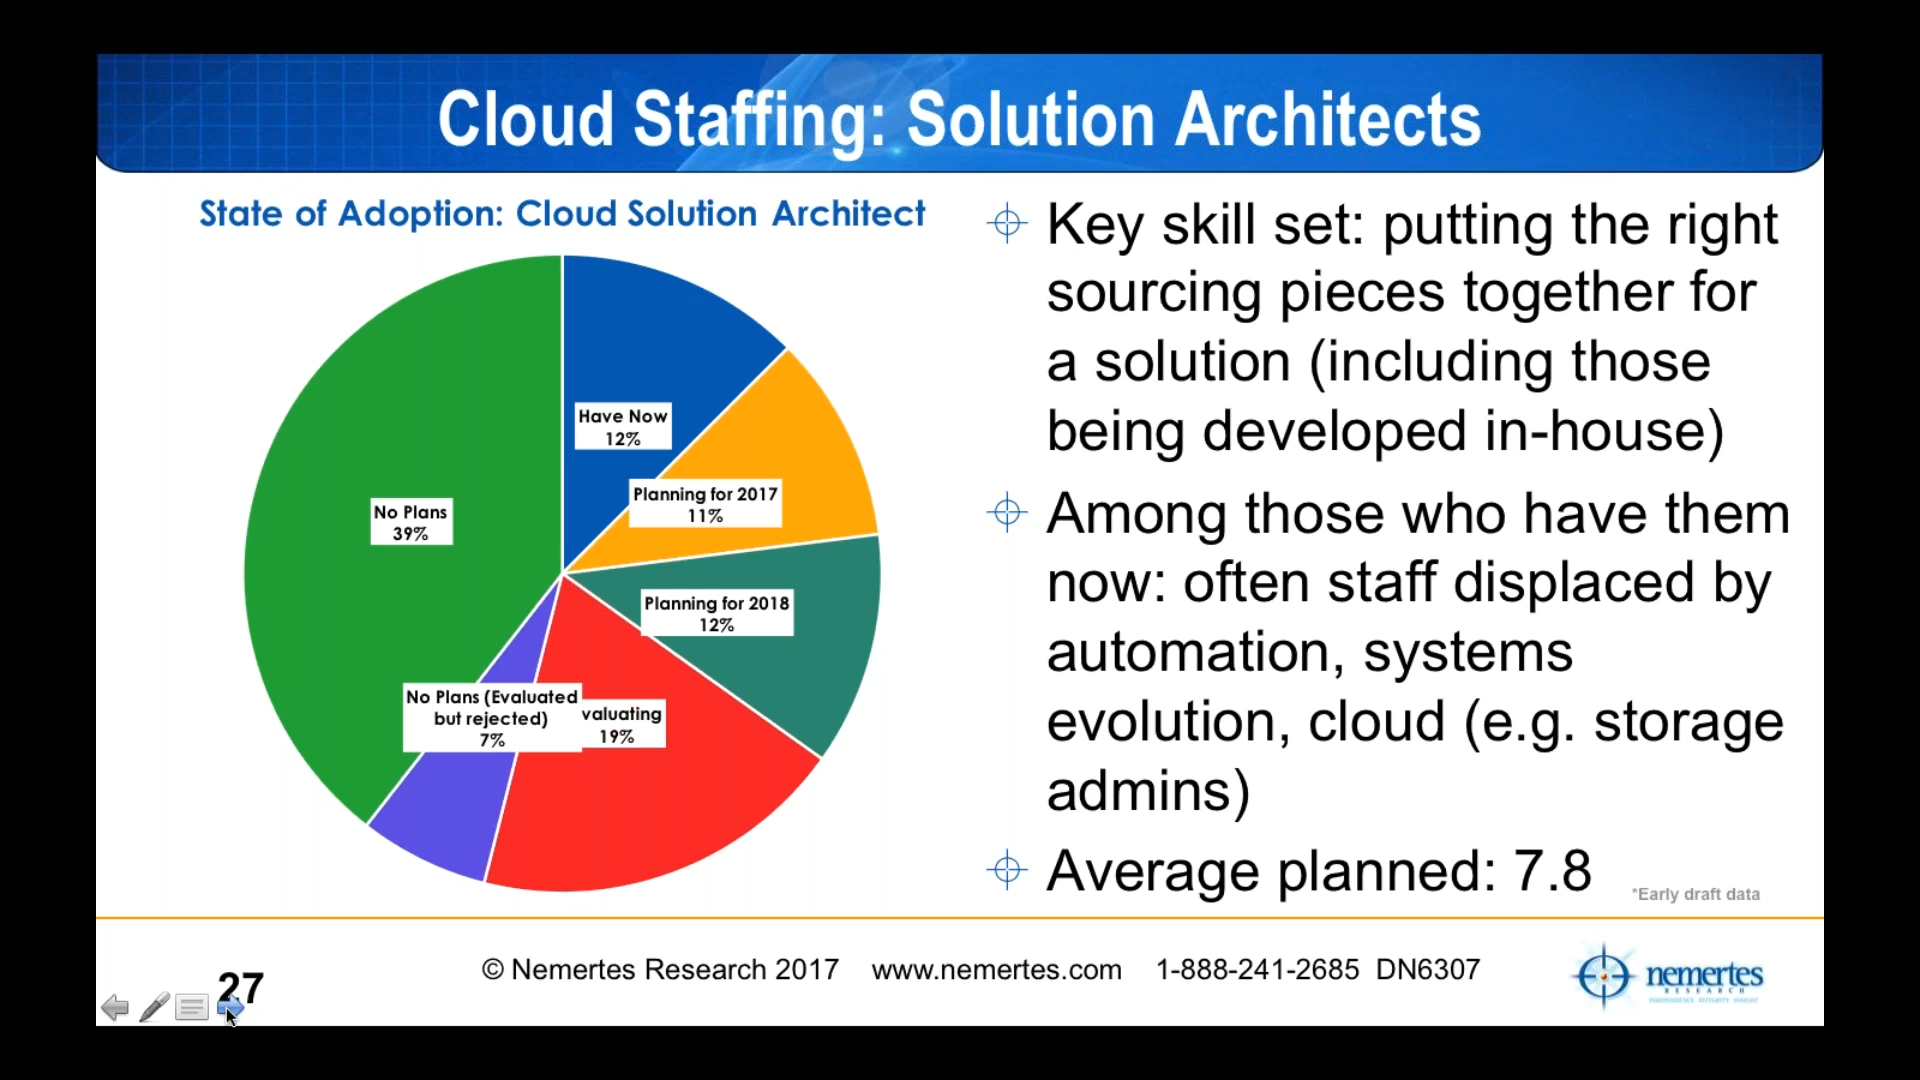 Cloud Staffing: Solution Architects
State of Adoption: Cloud Solution Architect
Have Now
12%
Planning for 2017
11%
Planning for 2018
12%
valuating
19%
No Plans (Evaluated
but rejected)
7%
No Plans
39%
Key skill set: putting the right
sourcing pieces together for
a solution (including those
being developed in-house)
Among those who have them
now: often staff displaced by
automation, systems
evolution, cloud (e.g. storage
admins)
Average planned: 7.8
*Early draft data
27
© Nemertes Research 2017 www.nemertes.com 1-888-241-2685 DN6307
nemertes
RESEARCH
INDEPENDENCE. INTEGRITY. INSIGHT